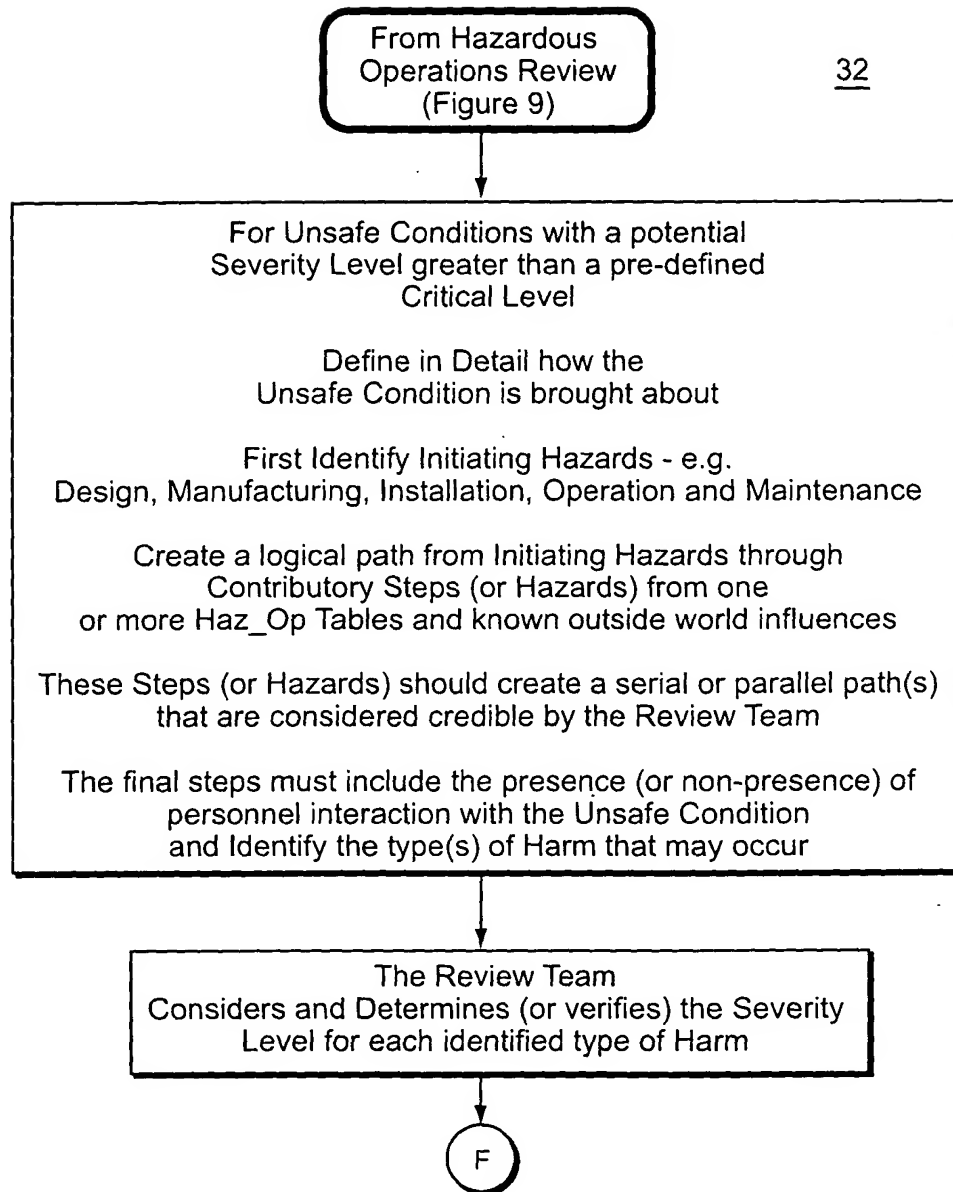 From Hazardous
Operations Review
(Figure 9)
32
For Unsafe Conditions with a potential
Severity Level greater than a pre-defined
Critical Level
Define in Detail how the
Unsafe Condition is brought about
First Identify Initiating Hazards - e.g.
Design, Manufacturing, Installation, Operation and Maintenance
Create a logical path from Initiating Hazards through
Contributory Steps (or Hazards) from one
or more Haz_Op Tables and known outside world influences
These Steps (or Hazards) should create a serial or parallel path(s)
that are considered credible by the Review Team
The final steps must include the presence (or non-presence) of
personnel interaction with the Unsafe Condition
and Identify the type(s) of Harm that may occur
The Review Team
Considers and Determines (or verifies) the Severity
Level for each identified type of Harm
F